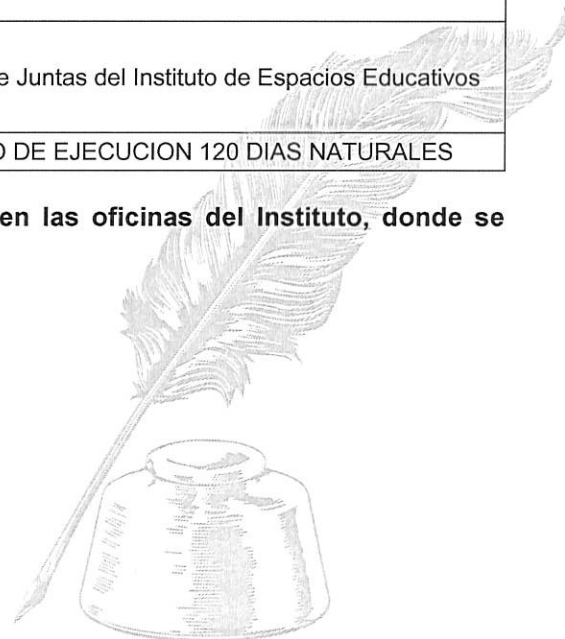 e Juntas del Instituto de Espacios Educativos
DE EJECUCION 120 DIAS NATURALES
en las oficinas del Instituto, donde se